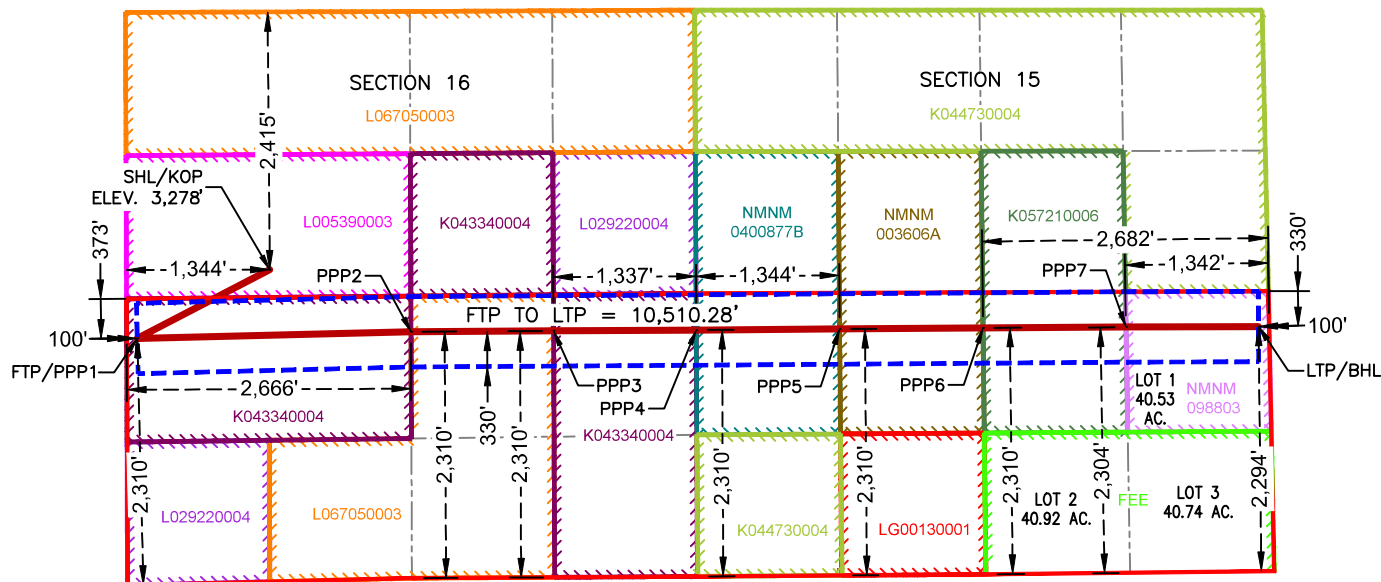 SECTION 16
L067050003
SECTION 15
K044730004
2,415'
SHL/KOP
ELEV. 3,278'
L005390003
K043340004
L029220004
NMNM
0400877B
NMNM
003606A
K057210006
2,682'
330'
373'
1,344'
PPP2
1,337'
1,344'
PPP7
1,342'
FTP TO LTP = 10,510.28'
100'
100'
FTP/PPP1
LTP/BHL
2,666'
PPP3
PPP4
PPP5
PPP6
LOT 1
40.53
AC.
NMNM
098803
K043340004
330'
K043340004
2,310'
2,310'
2,310'
2,310'
2,310'
2,310'
2,304'
2,294'
L029220004
L067050003
K044730004
LG00130001
LOT 2
40.92 AC.
FEE
LOT 3
40.74 AC.